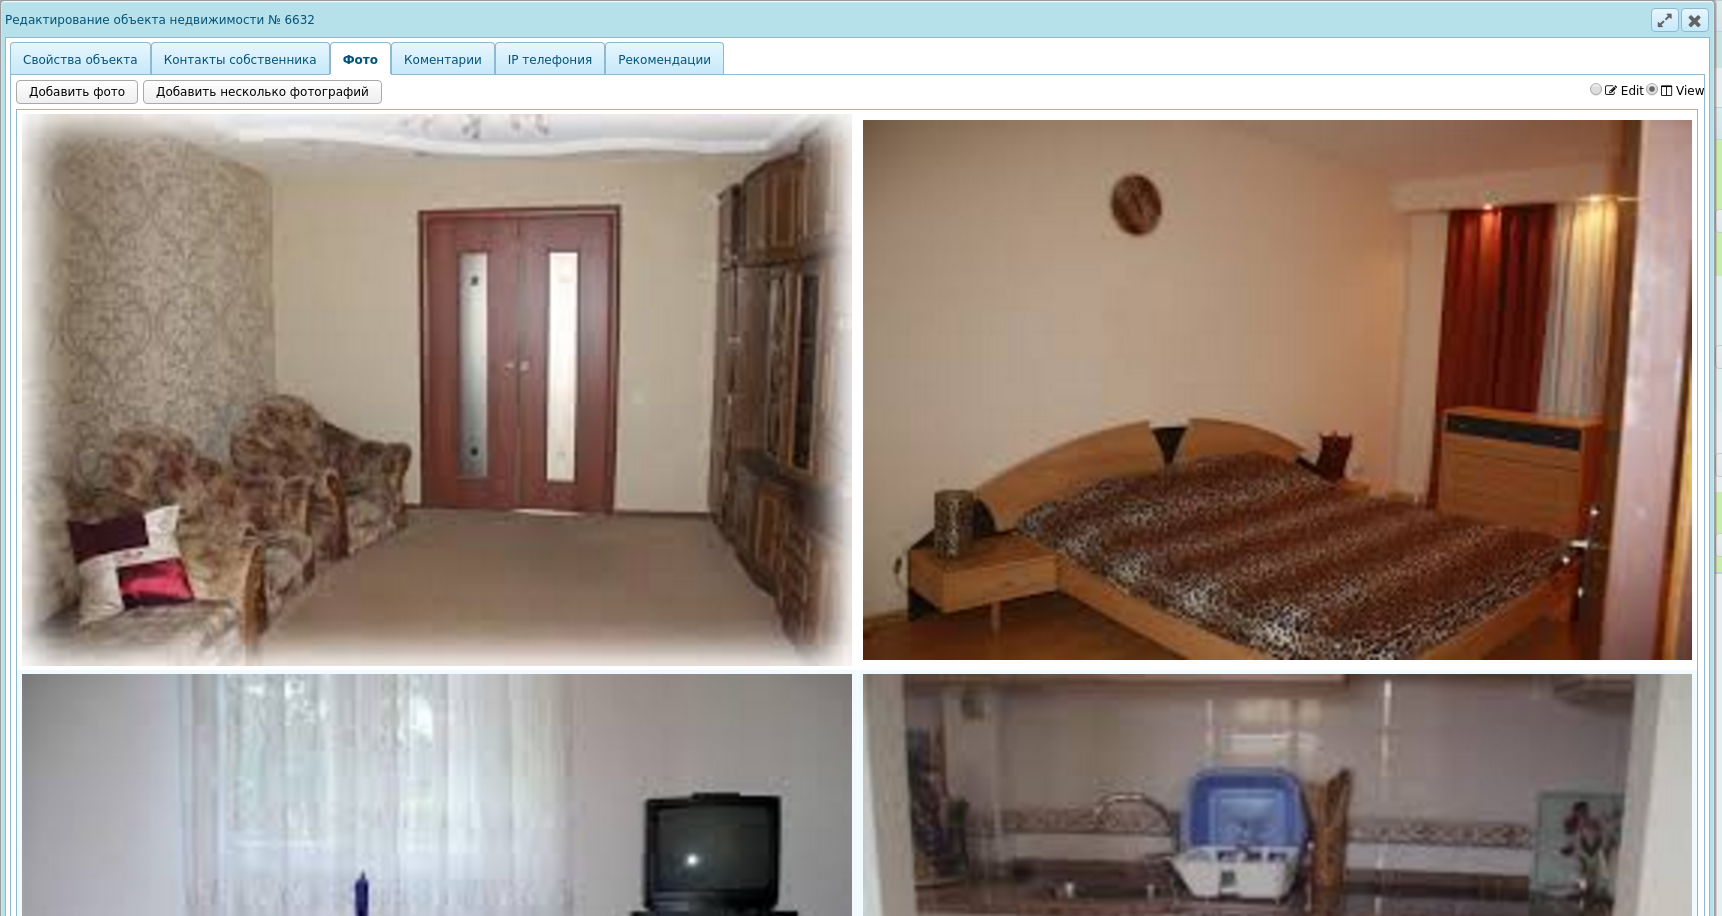 Редактирование объекта недвижимости № 6632
Свойства объекта Контакты собственника Фото Коментарии IP телефония Рекомендации
Добавить фото Добавить несколько фотографий Edit View